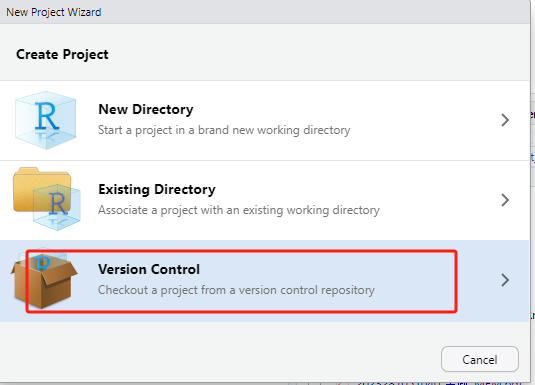 New Project Wizard
Create Project
R
New Directory
Start a project in a brand new working directory
R
Existing Directory
Associate a project with an existing working directory
R
Version Control
Checkout a project from a version control repository
Cancel